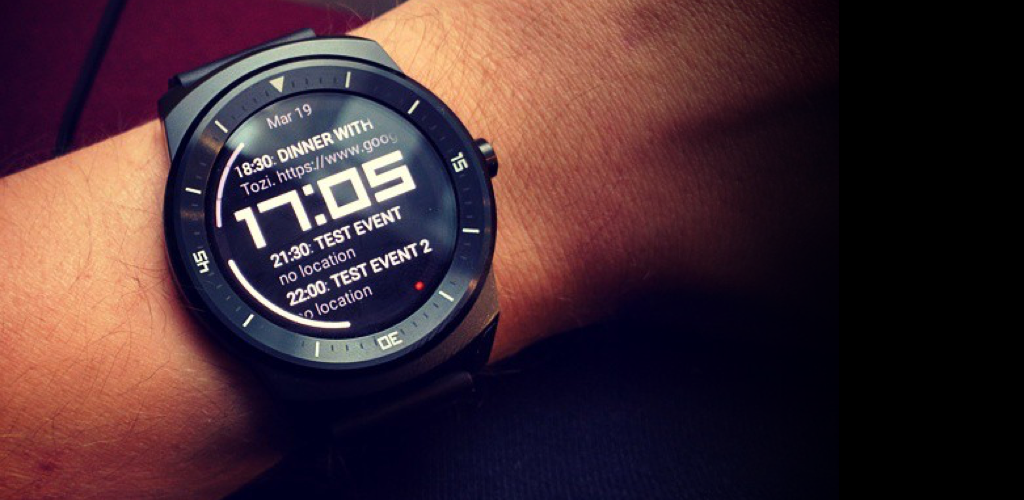 Mar 19
18:30: DINNER WITH
Tozi. https://www.goog
17:05
21:30: TEST EVENT
no location
22:00: TEST EVENT 2
no location
15
30
45